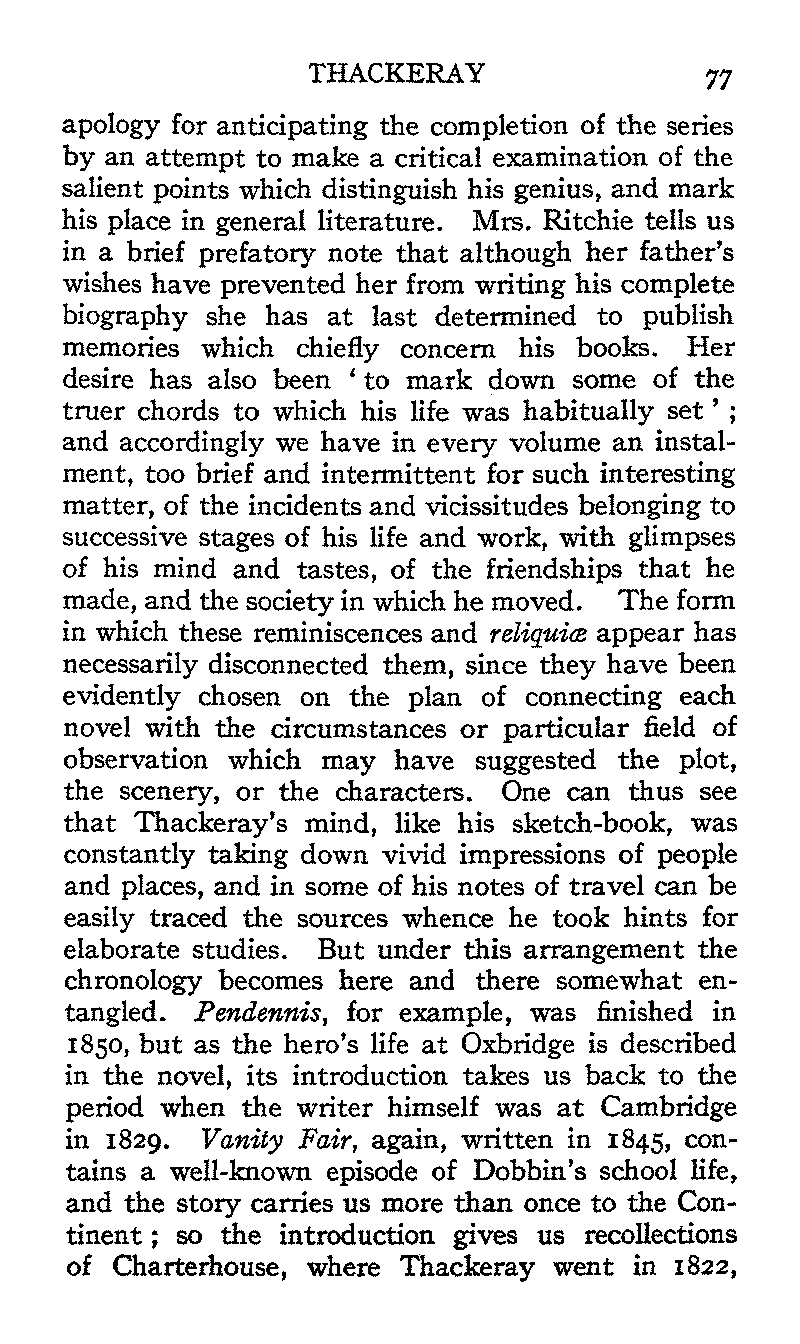 THACKERAY 77
apology for anticipating the completion of the series
by an attempt to make a critical examination of the
salient points which distinguish his genius, and mark
his place in general literature. Mrs. Ritchie tells us
in a brief prefatory note that although her father's
wishes have prevented her from writing his complete
biography she has at last determined to publish
memories which chiefly concern his books. Her
desire has also been ‘ to mark down some of the
truer chords to which his life was habitually set ’ ;
and accordingly we have in every volume an instal-
ment, too brief and intermittent for such interesting
matter, of the incidents and vicissitudes belonging to
successive stages of his life and work, with glimpses
of his mind and tastes, of the friendships that he
made, and the society in which he moved. The form
in which these reminiscences and reliquiæ appear has
necessarily disconnected them, since they have been
evidently chosen on the plan of connecting each
novel with the circumstances or particular field of
observation which may have suggested the plot,
the scenery, or the characters. One can thus see
that Thackeray's mind, like his sketch-book, was
constantly taking down vivid impressions of people
and places, and in some of his notes of travel can be
easily traced the sources whence he took hints for
elaborate studies. But under this arrangement the
chronology becomes here and there somewhat en-
tangled. Pendennis, for example, was finished in
1850, but as the hero's life at Oxbridge is described
in the novel, its introduction takes us back to the
period when the writer himself was at Cambridge
in 1829. Vanity Fair, again, written in 1845, con-
tains a well-known episode of Dobbin's school life,
and the story carries us more than once to the Con-
tinent ; so the introduction gives us recollections
of Charterhouse, where Thackeray went in 1822,